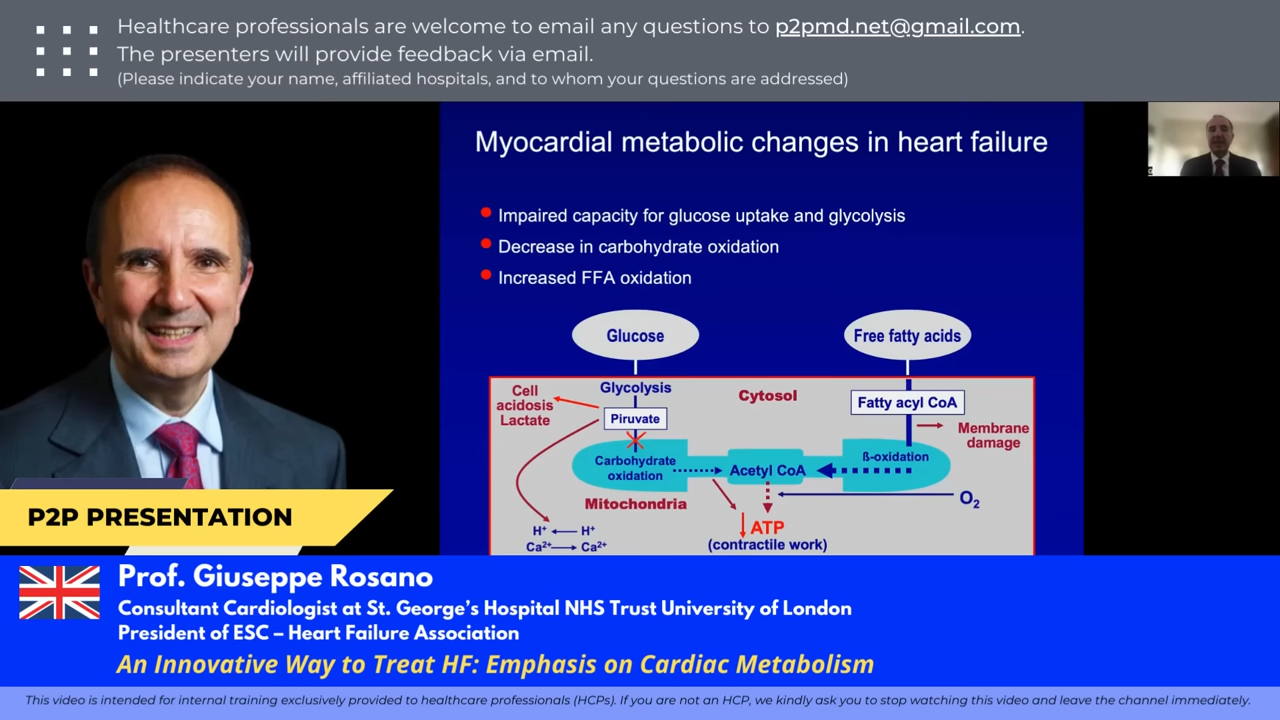 Healthcare professionals are welcome to email any questions to p2pmd.net@gmail.com.
The presenters will provide feedback via email.
(Please indicate your name, affiliated hospitals, and to whom your questions are addressed)
Myocardial metabolic changes in heart failure
Impaired capacity for glucose uptake and glycolysis
Decrease in carbohydrate oxidation
Increased FFA oxidation
Glucose
Free fatty acids
Cell
acidosis
Lactate
Glycolysis
Piruvate
Cytosol
Fatty acyl CoA
Membrane
damage
Carbohydrate
oxidation
Acetyl CoA
ß-oxidation
Mitochondria
O₂
ATP
(contractile work)
H⁺ H⁺
Ca²⁺ Ca²⁺
P2P PRESENTATION
Prof. Giuseppe Rosano
Consultant Cardiologist at St. George's Hospital NHS Trust University of London
President of ESC – Heart Failure Association
An Innovative Way to Treat HF: Emphasis on Cardiac Metabolism
This video is intended for internal training exclusively provided to healthcare professionals (HCPs). If you are not an HCP, we kindly ask you to stop watching this video and leave the channel immediately.